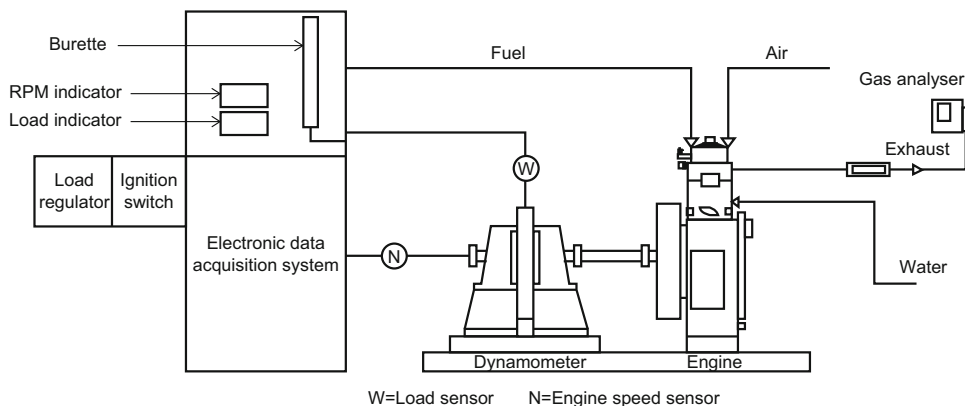 Burette
Fuel
Air
Gas analyser
RPM indicator
Load indicator
Exhaust
W
Load
regulator
Ignition
switch
Electronic data
acquisition system
N
Water
Dynamometer
Engine
W=Load sensor N=Engine speed sensor